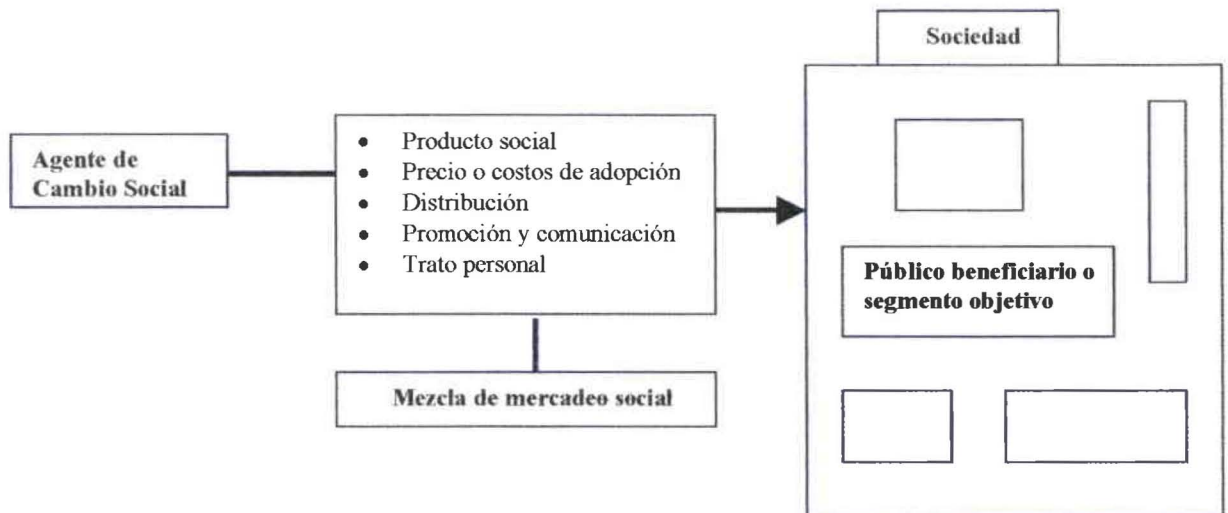 Sociedad
Agente de
Cambio Social
• Producto social
• Precio o costos de adopción
• Distribución
• Promoción y comunicación
• Trato personal
Mezcla de mercadeo social
Público beneficiario o
segmento objetivo